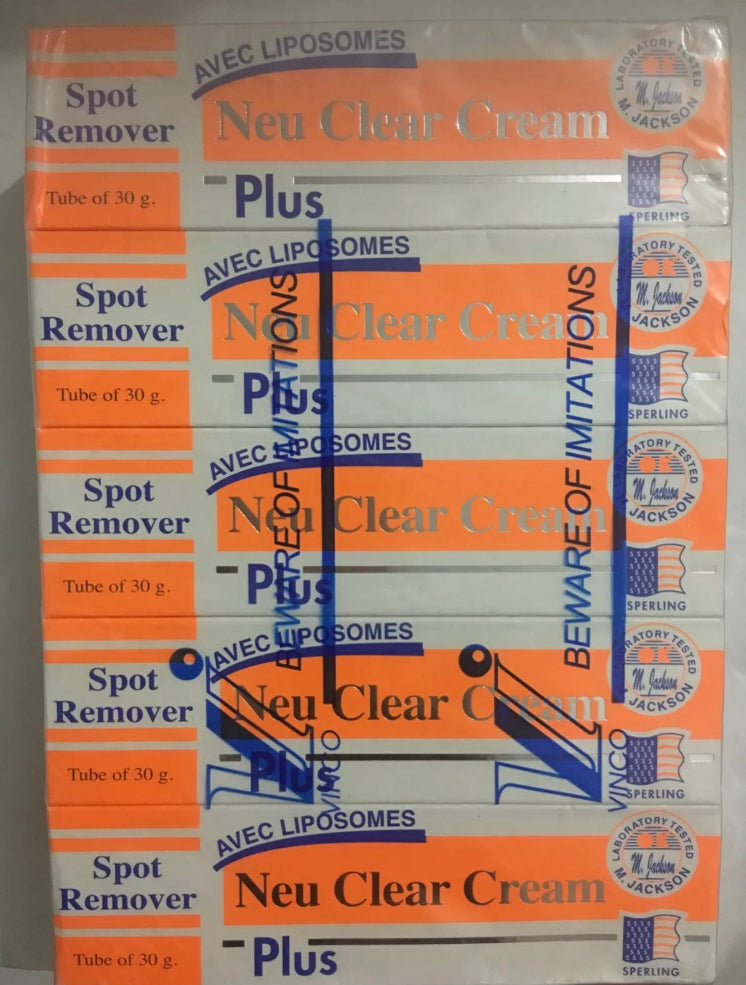 AVEC LIPOSOMES
Spot
Remover
Neu Clear Cream
Tube of 30 g.
Plus
LABORATORY TESTED
M. Jackson
M. JACKSON
SPERLING
AVEC LIPOSOMES
Spot
Remover
Neu Clear Cream
Tube of 30 g.
Plus
RATORY TESTED
M. Jackson
JACKSON
SPERLING
AVEC LIPOSOMES
Spot
Remover
Neu Clear Cream
Tube of 30 g.
Plus
RATORY TESTED
M. Jackson
JACKSON
SPERLING
AVEC LIPOSOMES
Spot
Remover
Neu Clear Cream
Tube of 30 g.
Plus
RATORY TESTED
M. Jackson
JACKSON
SPERLING
AVEC LIPOSOMES
Spot
Remover
Neu Clear Cream
Tube of 30 g.
Plus
LABORATORY TESTED
M. Jackson
M. JACKSON
SPERLING
BEWARE OF IMITATIONS
VINCO
BEWARE OF IMITATIONS
VINCO